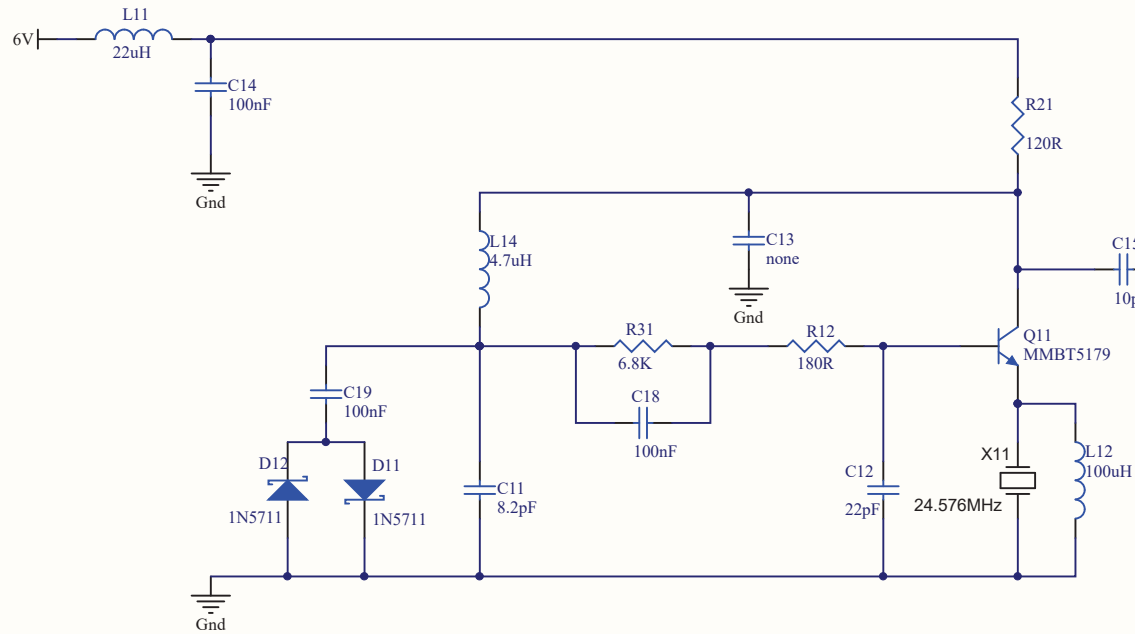 L11
6V
22uH
C14
100nF
Gnd
R21
120R
L14
4.7uH
C13
none
Gnd
C15
10p
R31
6.8K
R12
180R
Q11
MMBT5179
C19
100nF
C18
100nF
D12
D11
1N5711
1N5711
C11
8.2pF
C12
22pF
X11
24.576MHz
L12
100uH
Gnd